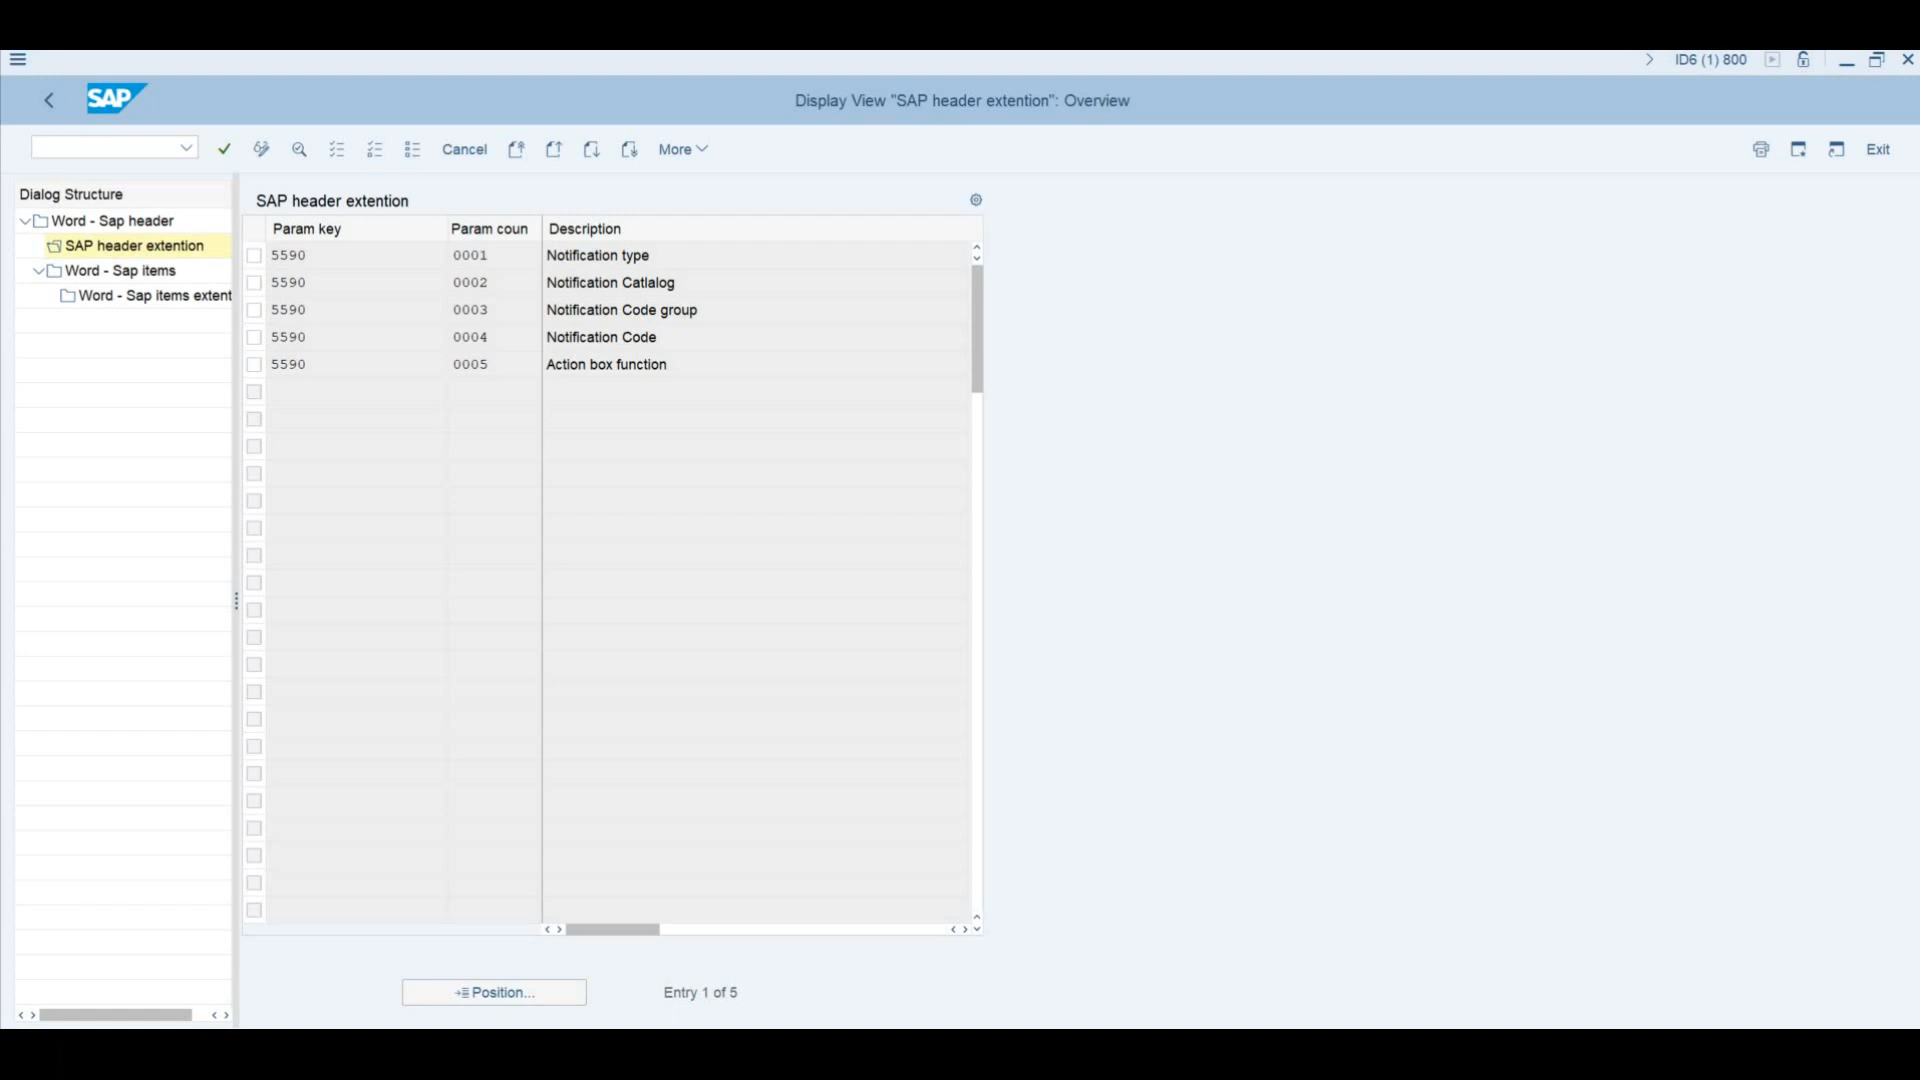 ID6 (1) 800
SAP
Display View "SAP header extention": Overview
Cancel
More
Exit
Dialog Structure
Word - Sap header
SAP header extention
Word - Sap items
Word - Sap items extent
SAP header extention
Param key Param coun Description
5590 0001 Notification type
5590 0002 Notification Catlalog
5590 0003 Notification Code group
5590 0004 Notification Code
5590 0005 Action box function
Position...
Entry 1 of 5